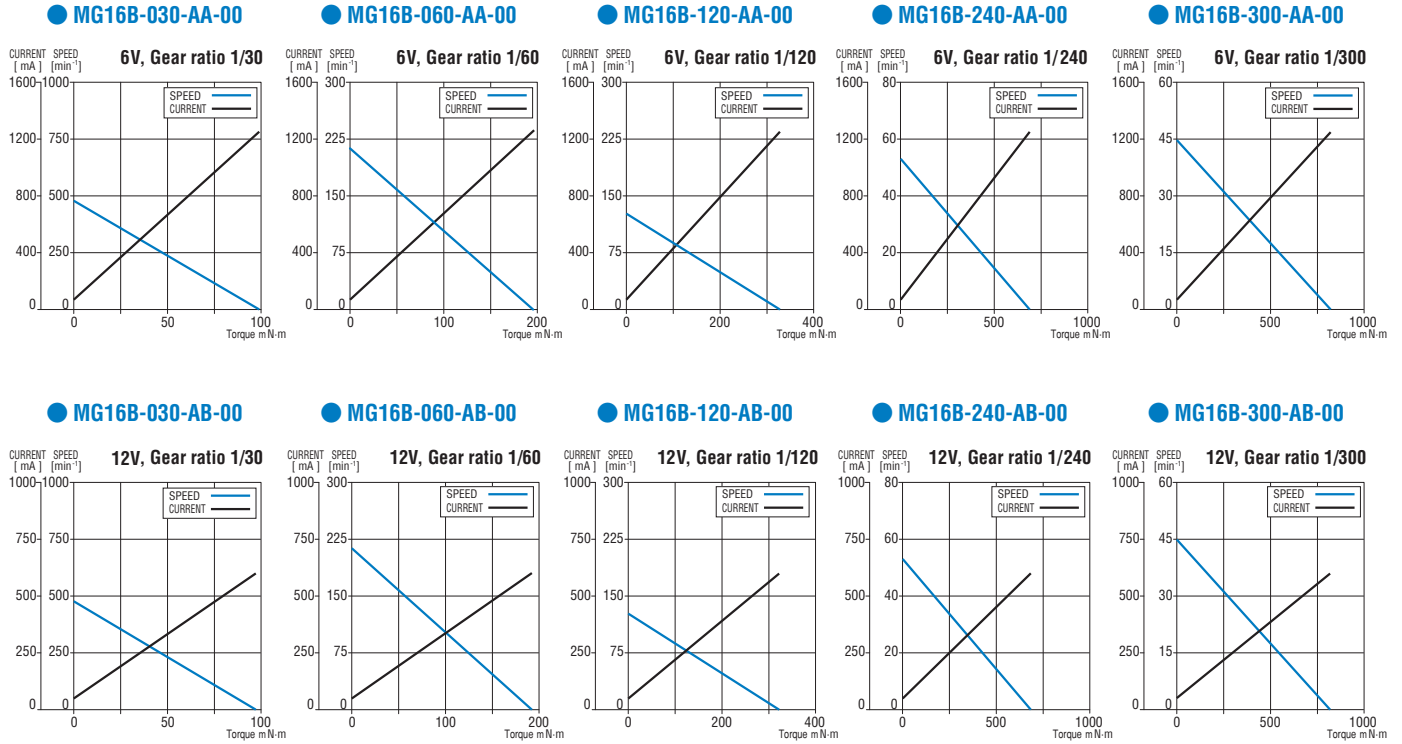 MG16B-030-AA-00
CURRENT SPEED
[ mA ] [min⁻¹]
6V, Gear ratio 1/30
1600 1000
SPEED
CURRENT
1200 750
800 500
400 250
0 0
0 50 100
Torque mN·m
MG16B-060-AA-00
CURRENT SPEED
[ mA ] [min⁻¹]
6V, Gear ratio 1/60
1600 300
SPEED
CURRENT
1200 225
800 150
400 75
0 0
0 100 200
Torque mN·m
MG16B-120-AA-00
CURRENT SPEED
[ mA ] [min⁻¹]
6V, Gear ratio 1/120
1600 300
SPEED
CURRENT
1200 225
800 150
400 75
0 0
0 200 400
Torque mN·m
MG16B-240-AA-00
CURRENT SPEED
[ mA ] [min⁻¹]
6V, Gear ratio 1/240
1600 80
SPEED
CURRENT
1200 60
800 40
400 20
0 0
0 500 1000
Torque mN·m
MG16B-300-AA-00
CURRENT SPEED
[ mA ] [min⁻¹]
6V, Gear ratio 1/300
1600 60
SPEED
CURRENT
1200 45
800 30
400 15
0 0
0 500 1000
Torque mN·m
MG16B-030-AB-00
CURRENT SPEED
[ mA ] [min⁻¹]
12V, Gear ratio 1/30
1000 1000
SPEED
CURRENT
750 750
500 500
250 250
0 0
0 50 100
Torque mN·m
MG16B-060-AB-00
CURRENT SPEED
[ mA ] [min⁻¹]
12V, Gear ratio 1/60
1000 300
SPEED
CURRENT
750 225
500 150
250 75
0 0
0 100 200
Torque mN·m
MG16B-120-AB-00
CURRENT SPEED
[ mA ] [min⁻¹]
12V, Gear ratio 1/120
1000 300
SPEED
CURRENT
750 225
500 150
250 75
0 0
0 200 400
Torque mN·m
MG16B-240-AB-00
CURRENT SPEED
[ mA ] [min⁻¹]
12V, Gear ratio 1/240
1000 80
SPEED
CURRENT
750 60
500 40
250 20
0 0
0 500 1000
Torque mN·m
MG16B-300-AB-00
CURRENT SPEED
[ mA ] [min⁻¹]
12V, Gear ratio 1/300
1000 60
SPEED
CURRENT
750 45
500 30
250 15
0 0
0 500 1000
Torque mN·m